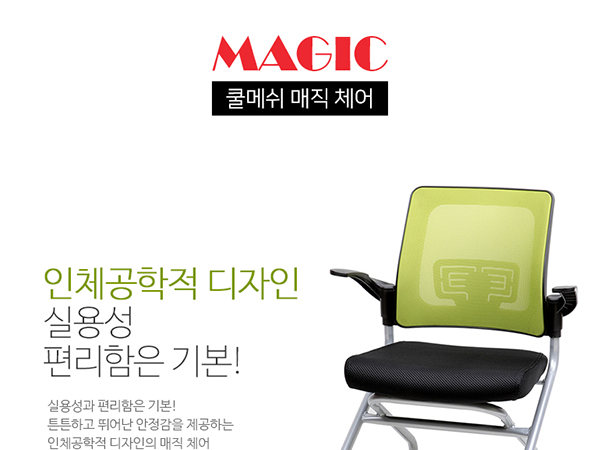 MAGIC
쿨메쉬 매직 체어
인체공학적 디자인
실용성
편리함은 기본!
실용성과 편리함은 기본!
튼튼하고 뛰어난 안정감을 제공하는
인체공학적 디자인의 매직 체어